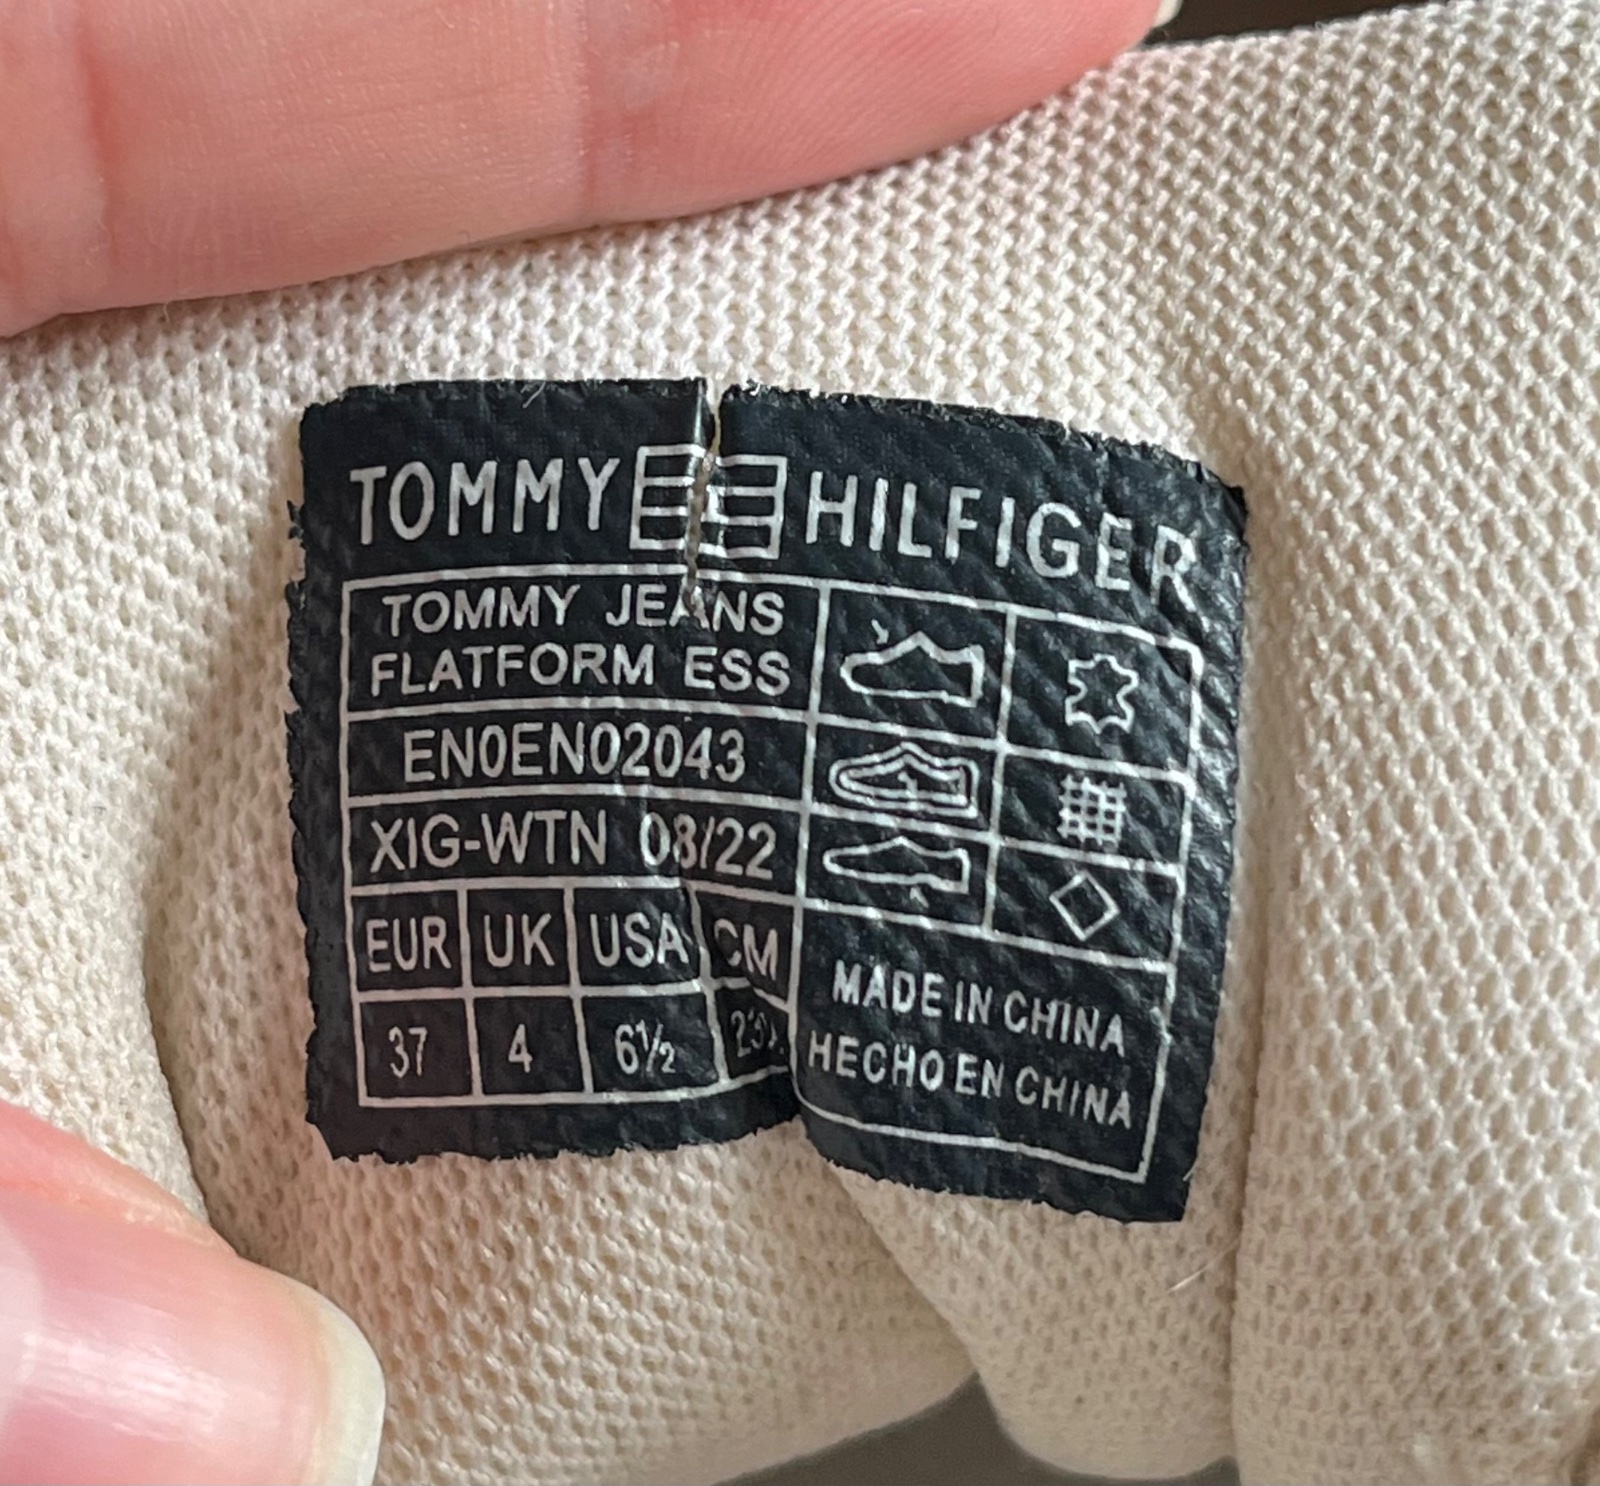 TOMMY HILFIGER
TOMMY JEANS
FLATFORM ESS
EN0EN02043
XIG-WTN 08/22
EUR UK USA CM
37 4 6½
MADE IN CHINA
HECHO EN CHINA